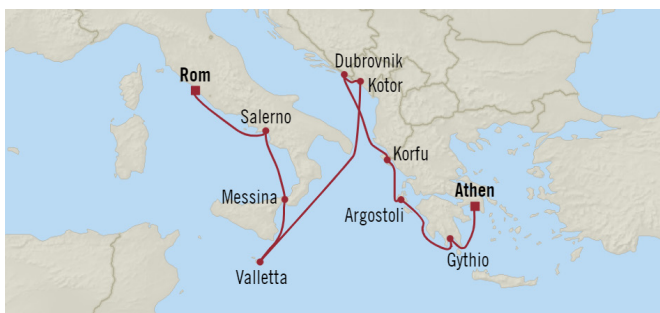 Dubrovnik
Rom
Kotor
Salerno
Korfu
Messina
Athen
Argostoli
Gythio
Valletta